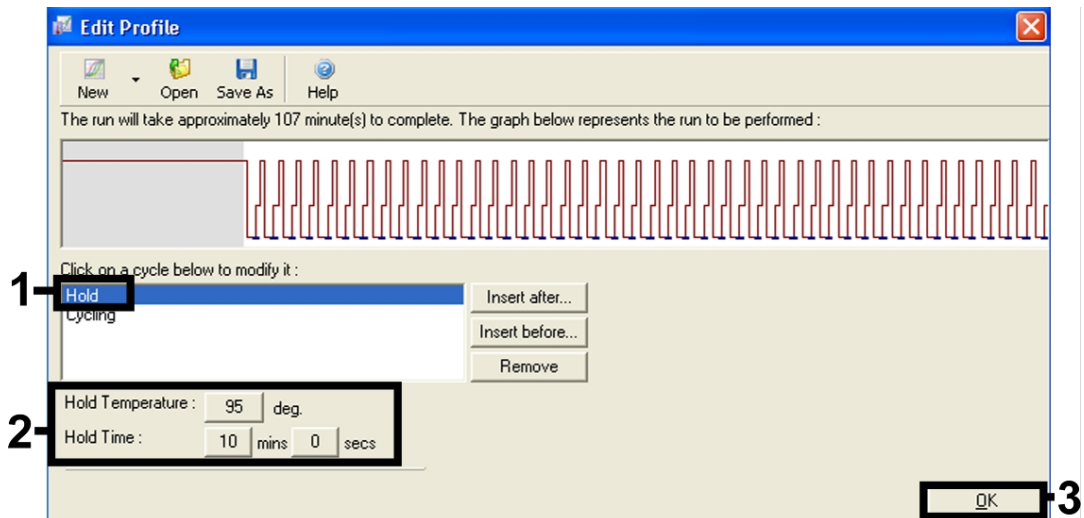 Edit Profile
New Open Save As Help
The run will take approximately 107 minute(s) to complete. The graph below represents the run to be performed :
Click on a cycle below to modify it :
1
Hold
Cycling
Insert after...
Insert before...
Remove
2
Hold Temperature : 95 deg.
Hold Time : 10 mins 0 secs
OK
3